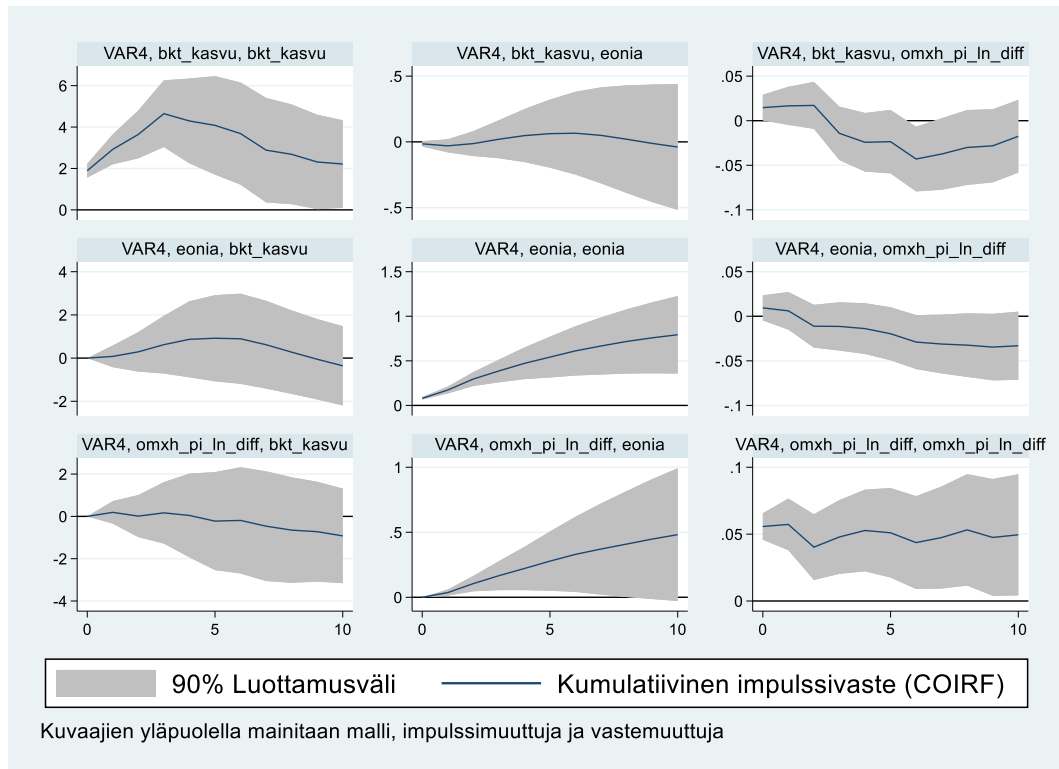 VAR4, bkt_kasvu, bkt_kasvu
VAR4, bkt_kasvu, eonia
VAR4, bkt_kasvu, omxh_pi_ln_diff
6
4
2
0
.5
0
-.5
.05
0
-.05
-.1
VAR4, eonia, bkt_kasvu
VAR4, eonia, eonia
VAR4, eonia, omxh_pi_ln_diff
4
2
0
-2
1.5
1
.5
0
.05
0
-.05
-.1
VAR4, omxh_pi_ln_diff, bkt_kasvu
VAR4, omxh_pi_ln_diff, eonia
VAR4, omxh_pi_ln_diff, omxh_pi_ln_diff
2
0
-2
-4
1
.5
0
.1
0.05
0
0 5 10
0 5 10
0 5 10
90% Luottamusväli
Kumulatiivinen impulssivaste (COIRF)
Kuvaajien yläpuolella mainitaan malli, impulssimuuttuja ja vastemuuttuja